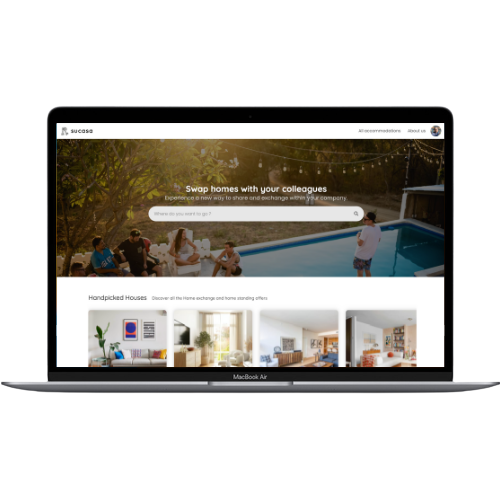 sucasa
All accommodations
About us
Swap homes with your colleagues
Experience a new way to share and exchange within your company
Where do you want to go ?
Handpicked Houses
Discover all the Home exchange and home standing offers
MacBook Air